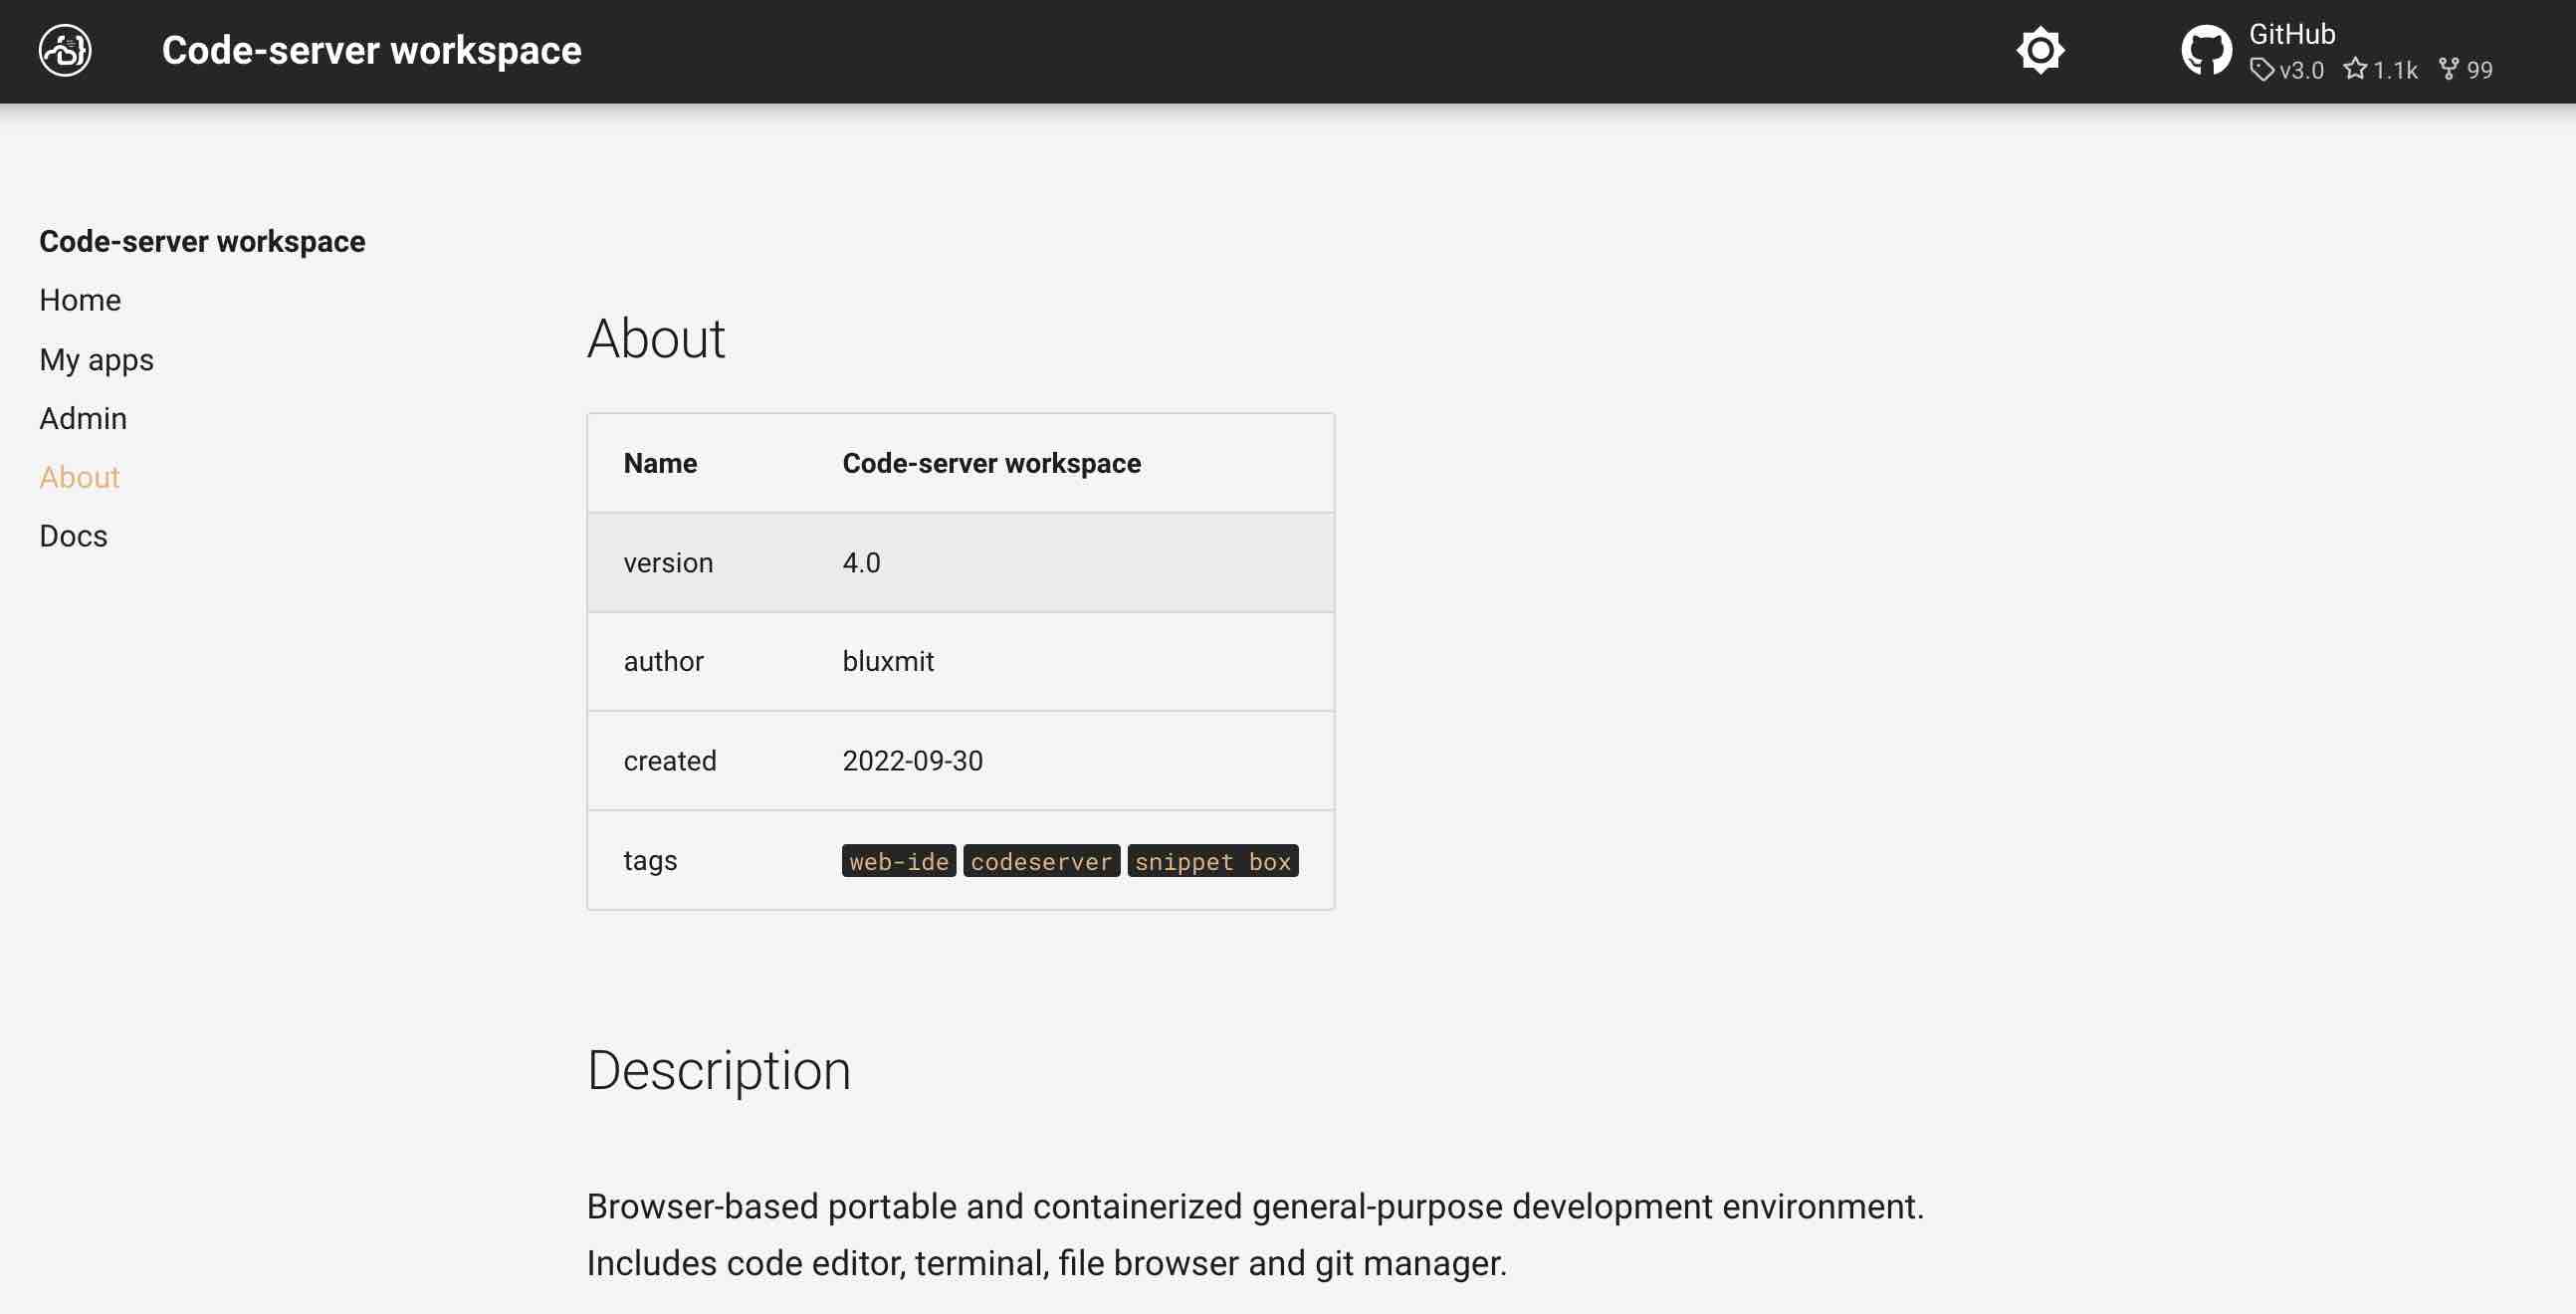 Code-server workspace
GitHub
v3.0 1.1k 99
Code-server workspace
Home
My apps
Admin
About
Docs
About
Name Code-server workspace
version 4.0
author bluxmit
created 2022-09-30
tags web-ide codeserver snippet box
Description
Browser-based portable and containerized general-purpose development environment.
Includes code editor, terminal, file browser and git manager.